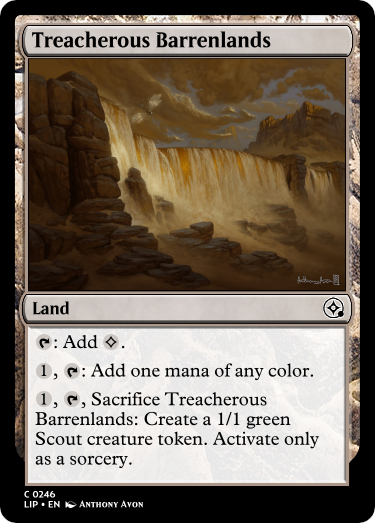 Treacherous Barrenlands
Land
: Add .
1, : Add one mana of any color.
1, , Sacrifice Treacherous
Barrenlands: Create a 1/1 green
Scout creature token. Activate only
as a sorcery.
C 0246
LIP • EN Anthony Avon